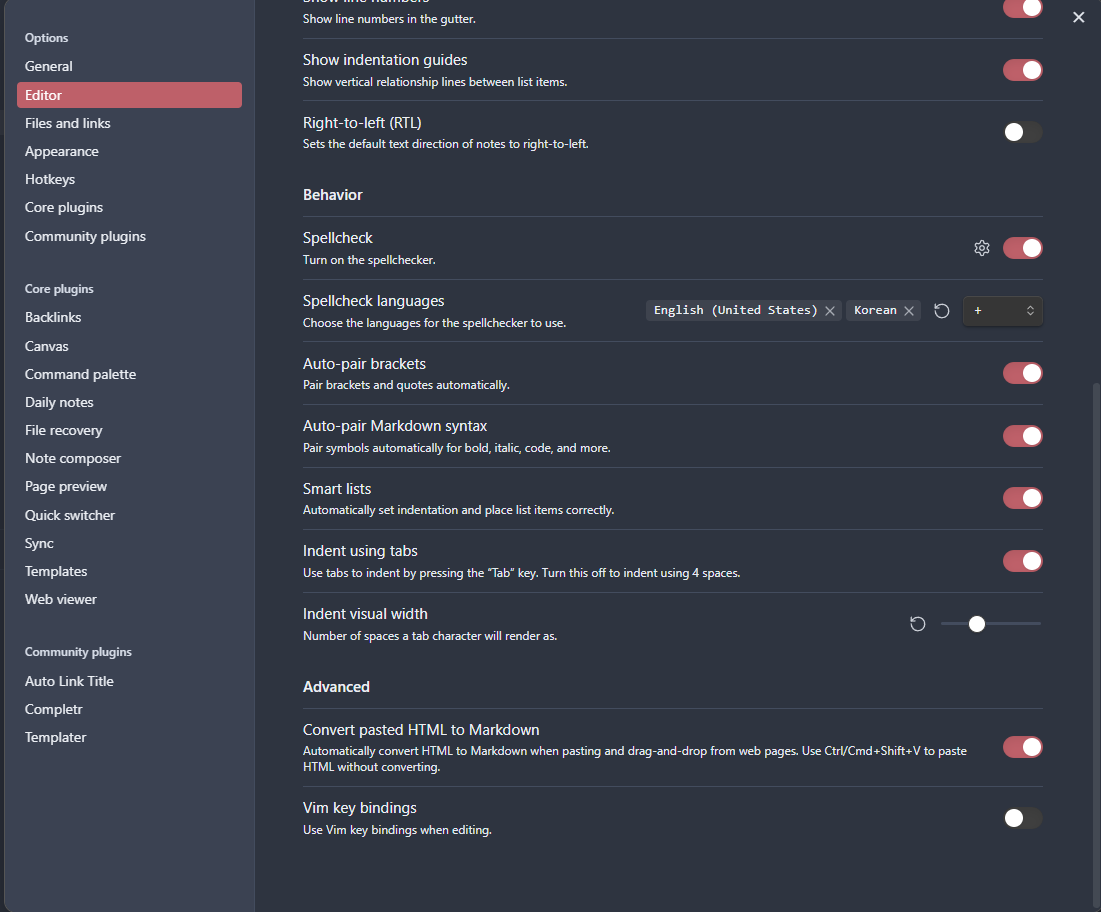 Options
General
Editor
Files and links
Appearance
Hotkeys
Core plugins
Community plugins
Core plugins
Backlinks
Canvas
Command palette
Daily notes
File recovery
Note composer
Page preview
Quick switcher
Sync
Templates
Web viewer
Community plugins
Auto Link Title
Completr
Templater
Show line numbers
Show line numbers in the gutter.
Show indentation guides
Show vertical relationship lines between list items.
Right-to-left (RTL)
Sets the default text direction of notes to right-to-left.
Behavior
Spellcheck
Turn on the spellchecker.
Spellcheck languages
Choose the languages for the spellchecker to use.
English (United States)
Korean
+
Auto-pair brackets
Pair brackets and quotes automatically.
Auto-pair Markdown syntax
Pair symbols automatically for bold, italic, code, and more.
Smart lists
Automatically set indentation and place list items correctly.
Indent using tabs
Use tabs to indent by pressing the “Tab” key. Turn this off to indent using 4 spaces.
Indent visual width
Number of spaces a tab character will render as.
Advanced
Convert pasted HTML to Markdown
Automatically convert HTML to Markdown when pasting and drag-and-drop from web pages. Use Ctrl/Cmd+Shift+V to paste
HTML without converting.
Vim key bindings
Use Vim key bindings when editing.